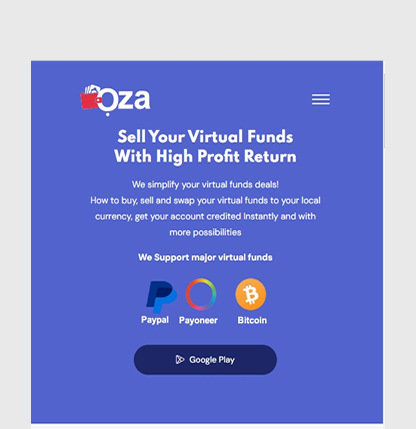 Oza
Sell Your Virtual Funds
With High Profit Return
We simplify your virtual funds deals!
How to buy, sell and swap your virtual funds to your local
currency, get your account credited Instantly and with
more possibilities
We Support major virtual funds
Paypal Payoneer Bitcoin
Google Play